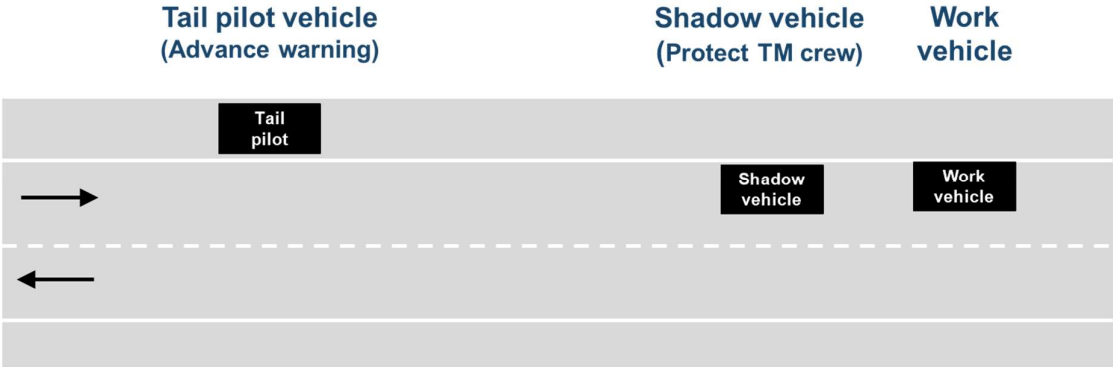 Tail pilot vehicle
(Advance warning)
Shadow vehicle
(Protect TM crew)
Work
vehicle
Tail
pilot
Shadow
vehicle
Work
vehicle